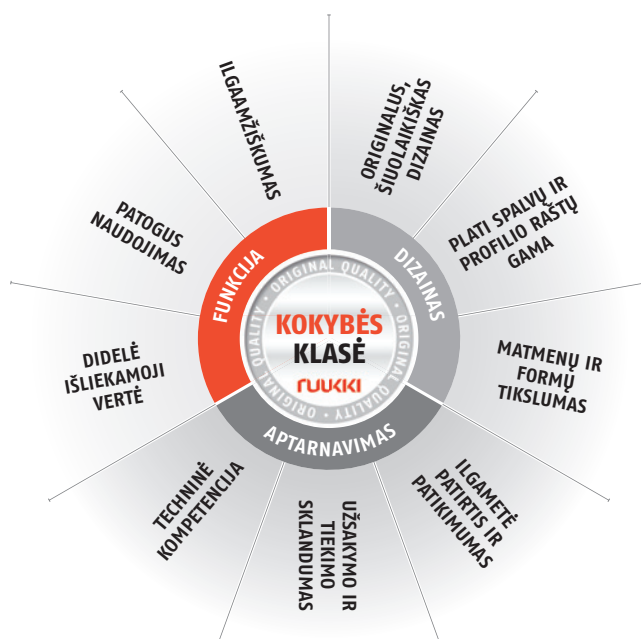 ILGAAMŽIŠKUMAS
ORIGINALUS,
ŠIUOLAIKIŠKAS
DIZAINAS
PATOGUS
NAUDOJIMAS
PLATI SPALVŲ IR
PROFILIO RAŠTŲ
GAMA
FUNKCIJA
DIZAINAS
ORIGINAL QUALITY • ORIGINAL QUALITY • ORIGINAL QUALITY •
KOKYBĖS
KLASĖ
RUUKKI
DIDELĖ
IŠLIEKAMOJI
VERTĖ
MATMENŲ IR
FORMŲ
TIKSLUMAS
APTARNAVIMAS
TECHNINĖ
KOMPETENCIJA
UŽSAKYMO IR
TIEKIMO
SKLANDUMAS
ILGAMETĖ
PATIRTIS IR
PATIKIMUMAS